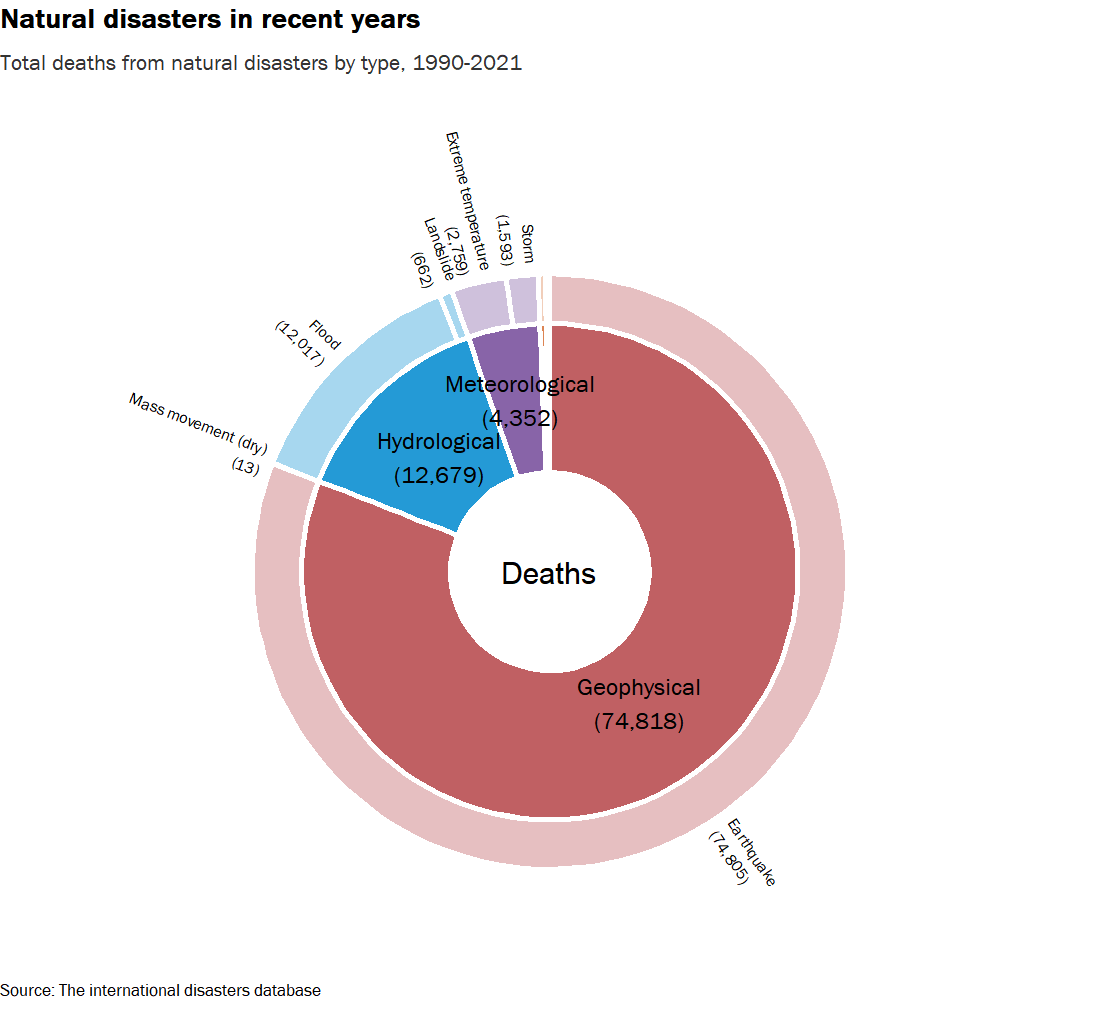 Natural disasters in recent years
Total deaths from natural disasters by type, 1990-2021
Extreme temperature
(2,759)
Storm
(1,593)
Landslide
(662)
Flood
(12,017)
Mass movement (dry)
(13)
Meteorological
(4,352)
Hydrological
(12,679)
Deaths
Geophysical
(74,818)
Earthquake
(74,805)
Source: The international disasters database